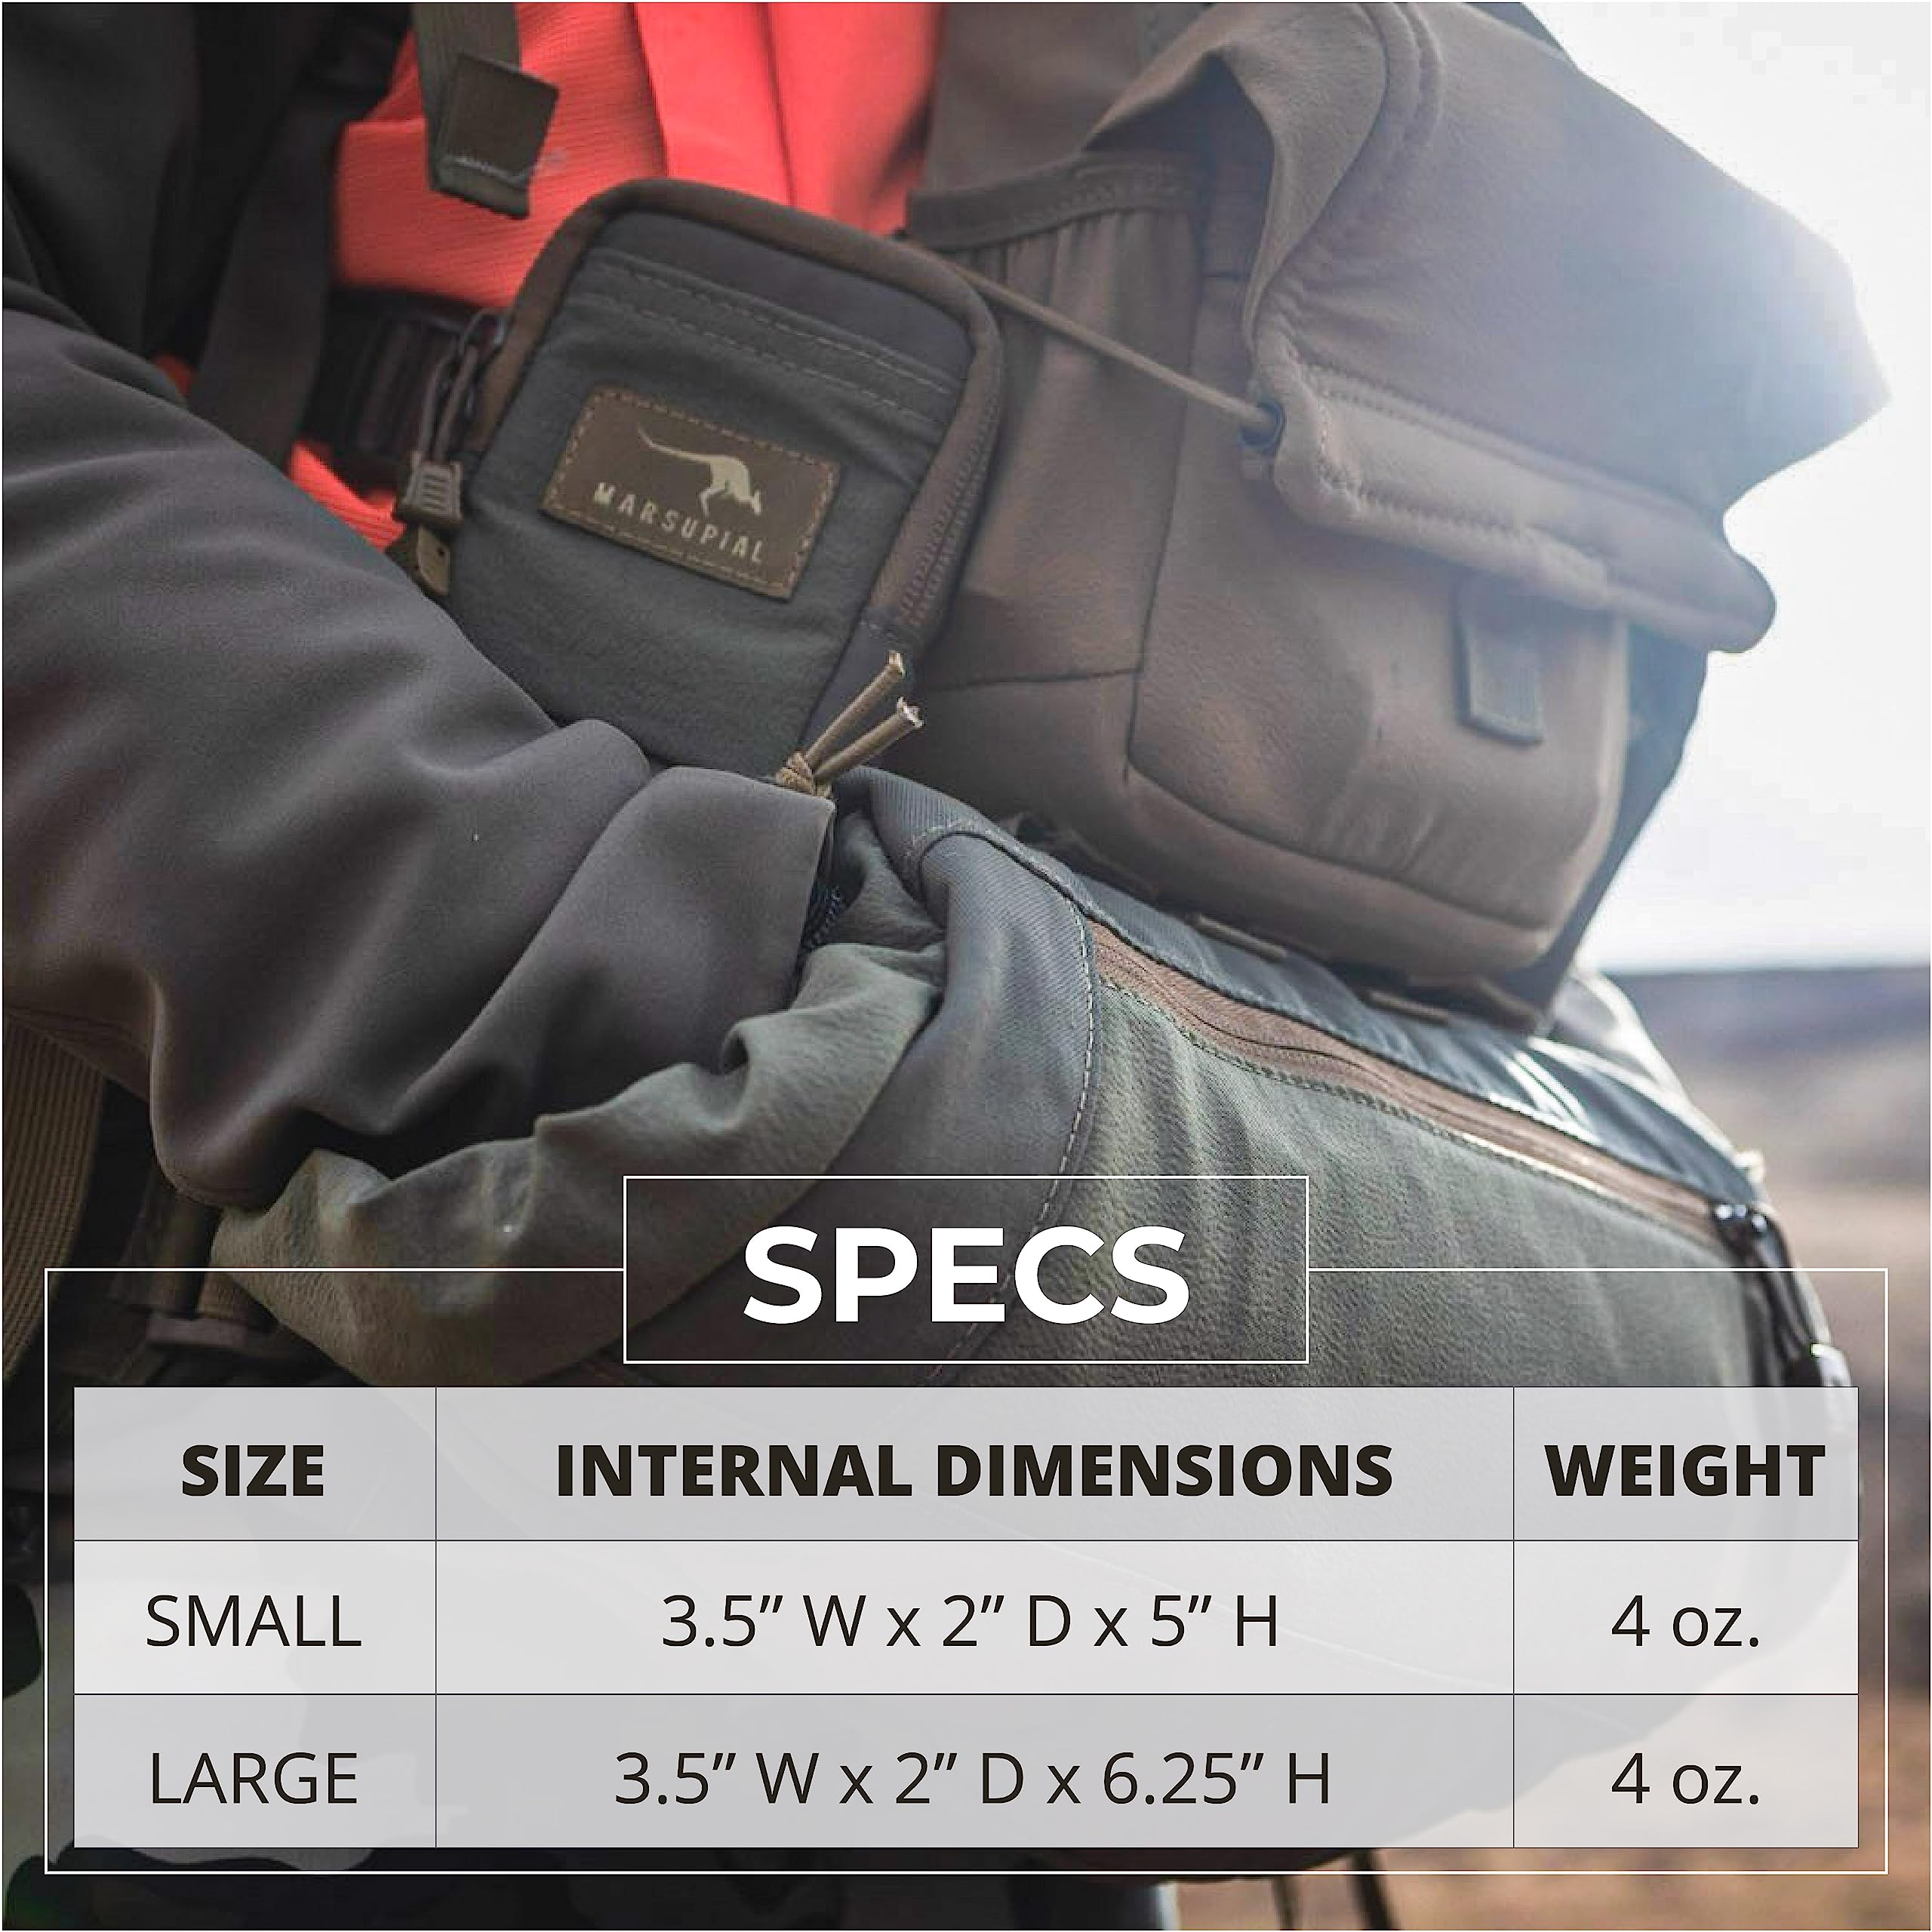 MARSUPIAL
SPECS
SIZE INTERNAL DIMENSIONS WEIGHT
SMALL 3.5” W x 2” D x 5” H 4 oz.
LARGE 3.5” W x 2” D x 6.25” H 4 oz.